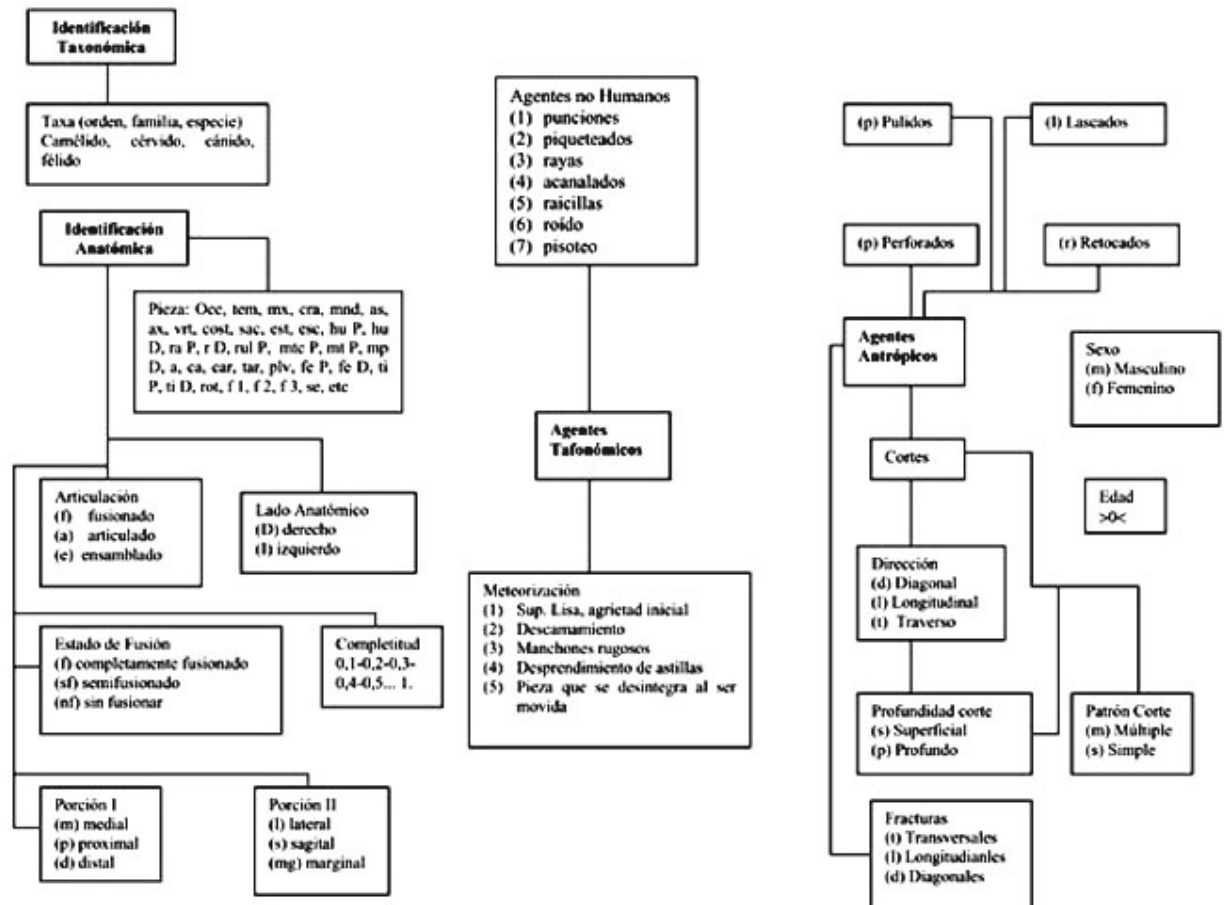 Identificación
Taxonómica
Taxa (orden, familia, especie)
Camélido, cérvido, cánido,
félido
Identificación
Anatómica
Pieza: Occ, tem, mx, cra, mnd, as,
ax, vrt, cost, sac, est, esc, hu P, hu
D, ra P, r D, rul P, mtc P, mt P, mp
D, a, ca, car, tar, plv, fe P, fe D, ti
P, ti D, rot, f 1, f 2, f 3, se, etc
Articulación
(f) fusionado
(a) articulado
(e) ensamblado
Lado Anatómico
(D) derecho
(I) izquierdo
Estado de Fusión
(f) completamente fusionado
(sf) semifusionado
(nf) sin fusionar
Completitud
0,1-0,2-0,3-
0,4-0,5... 1.
Porción I
(m) medial
(p) proximal
(d) distal
Porción II
(l) lateral
(s) sagital
(mg) marginal
Agentes no Humanos
(1) punciones
(2) piqueteados
(3) rayas
(4) acanalados
(5) raicillas
(6) roído
(7) pisoteo
Agentes
Tafonómicos
Meteorización
(1) Sup. Lisa, agrietad inicial
(2) Descamamiento
(3) Manchones rugosos
(4) Desprendimiento de astillas
(5) Pieza que se desintegra al ser
movida
(p) Pulidos
(l) Lascados
(p) Perforados
(r) Retocados
Agentes
Antrópicos
Sexo
(m) Masculino
(f) Femenino
Cortes
Edad
>0<
Dirección
(d) Diagonal
(l) Longitudinal
(t) Traverso
Profundidad corte
(s) Superficial
(p) Profundo
Patrón Corte
(m) Múltiple
(s) Simple
Fracturas
(t) Transversales
(l) Longitudianles
(d) Diagonales